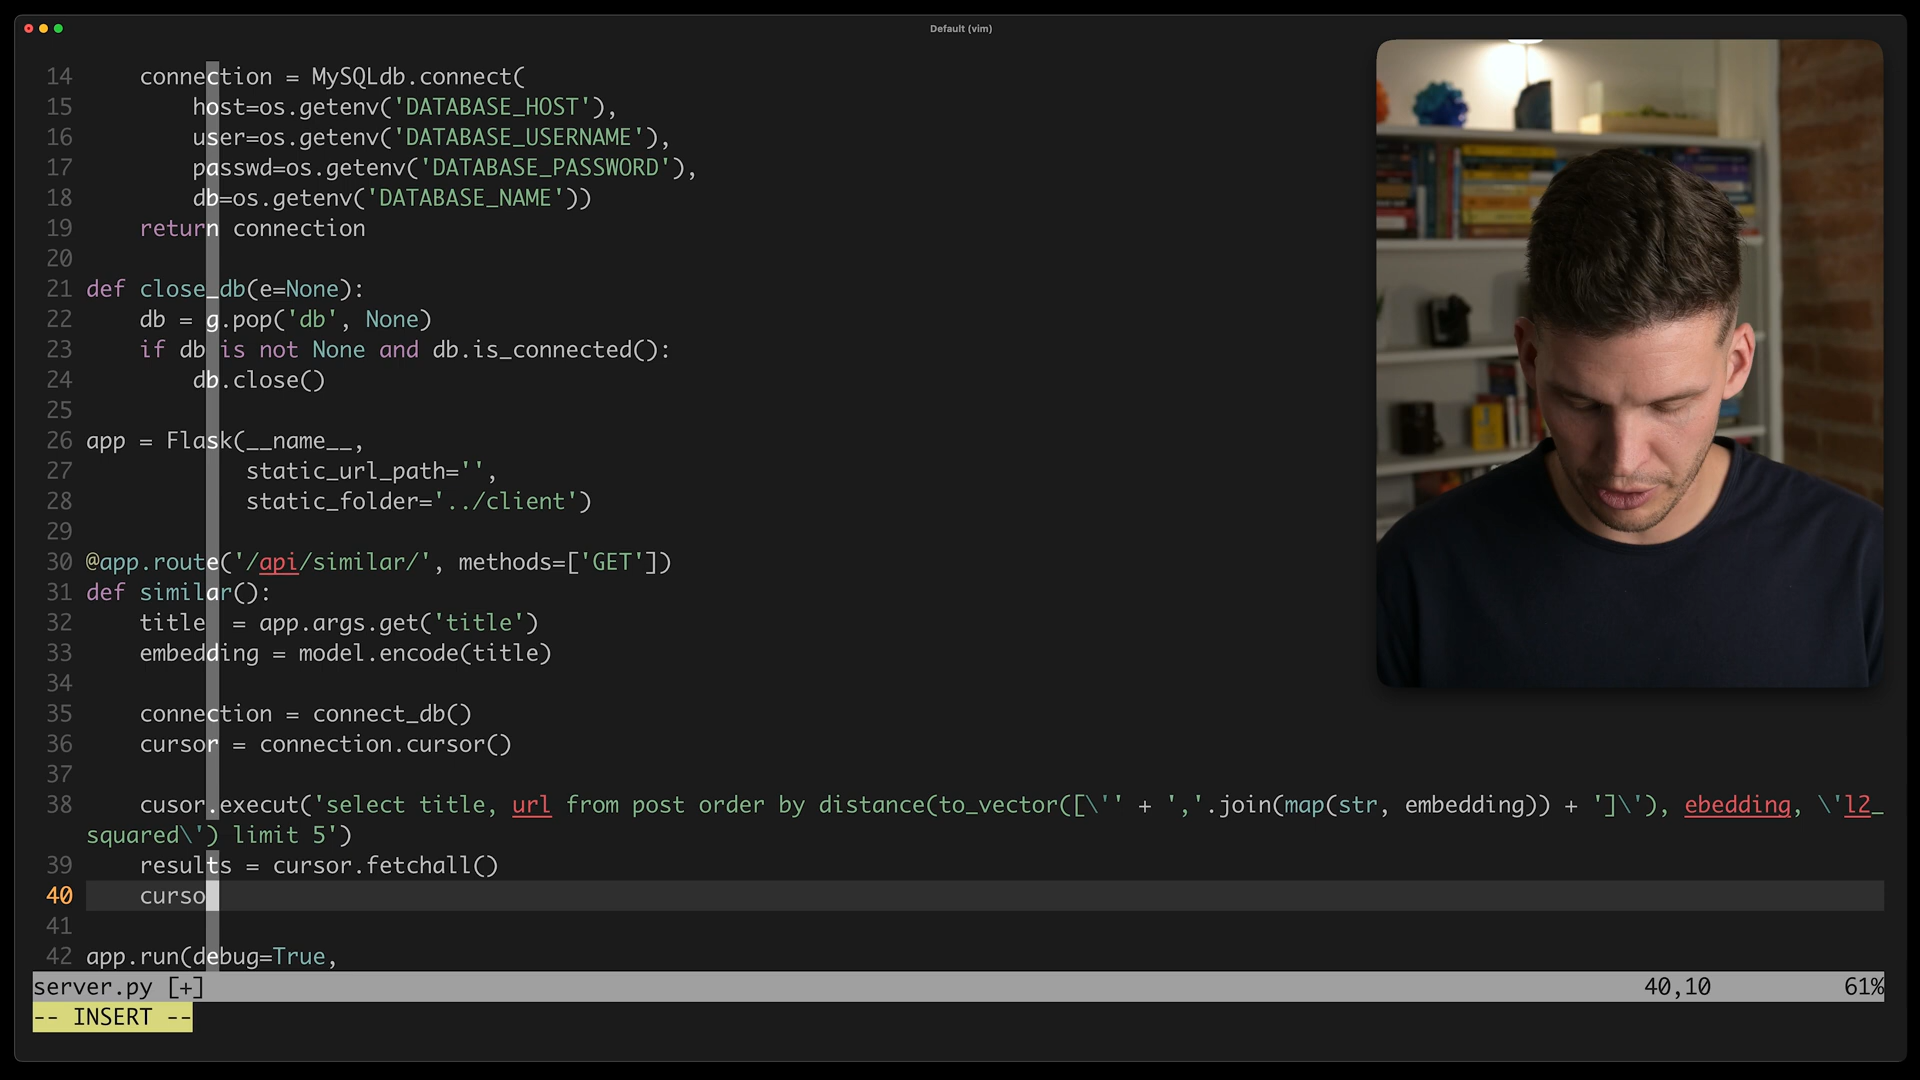 Default (vim)
14 connection = MySQLdb.connect(
15 host=os.getenv('DATABASE_HOST'),
16 user=os.getenv('DATABASE_USERNAME'),
17 passwd=os.getenv('DATABASE_PASSWORD'),
18 db=os.getenv('DATABASE_NAME'))
19 return connection
20
21 def close_db(e=None):
22 db = g.pop('db', None)
23 if db is not None and db.is_connected():
24 db.close()
25
26 app = Flask(__name__,
27 static_url_path='',
28 static_folder='../client')
29
30 @app.route('/api/similar/', methods=['GET'])
31 def similar():
32 title  = app.args.get('title')
33 embedding = model.encode(title)
34
35 connection = connect_db()
36 cursor = connection.cursor()
37
38 cusor.execut('select title, url from post order by distance(to_vector([\'' + ','.join(map(str, embedding)) + ']\'), ebedding, \'l2_
squared\') limit 5')
39 results = cursor.fetchall()
40 curso
41
42 app.run(debug=True,
server.py [+] 40,10 61%
-- INSERT --